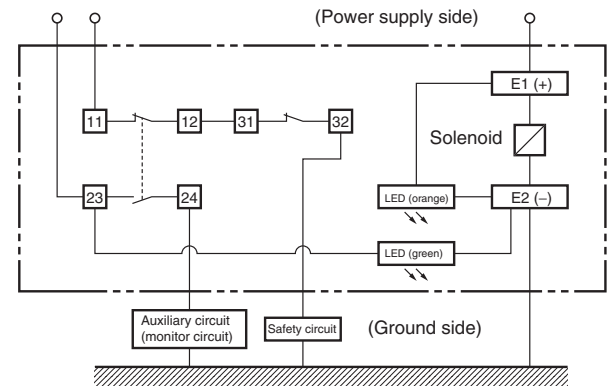 (Power supply side)
E1 (+)
11
12
31
32
Solenoid
23
24
LED (orange)
E2 (–)
LED (green)
Auxiliary circuit
(monitor circuit)
Safety circuit
(Ground side)